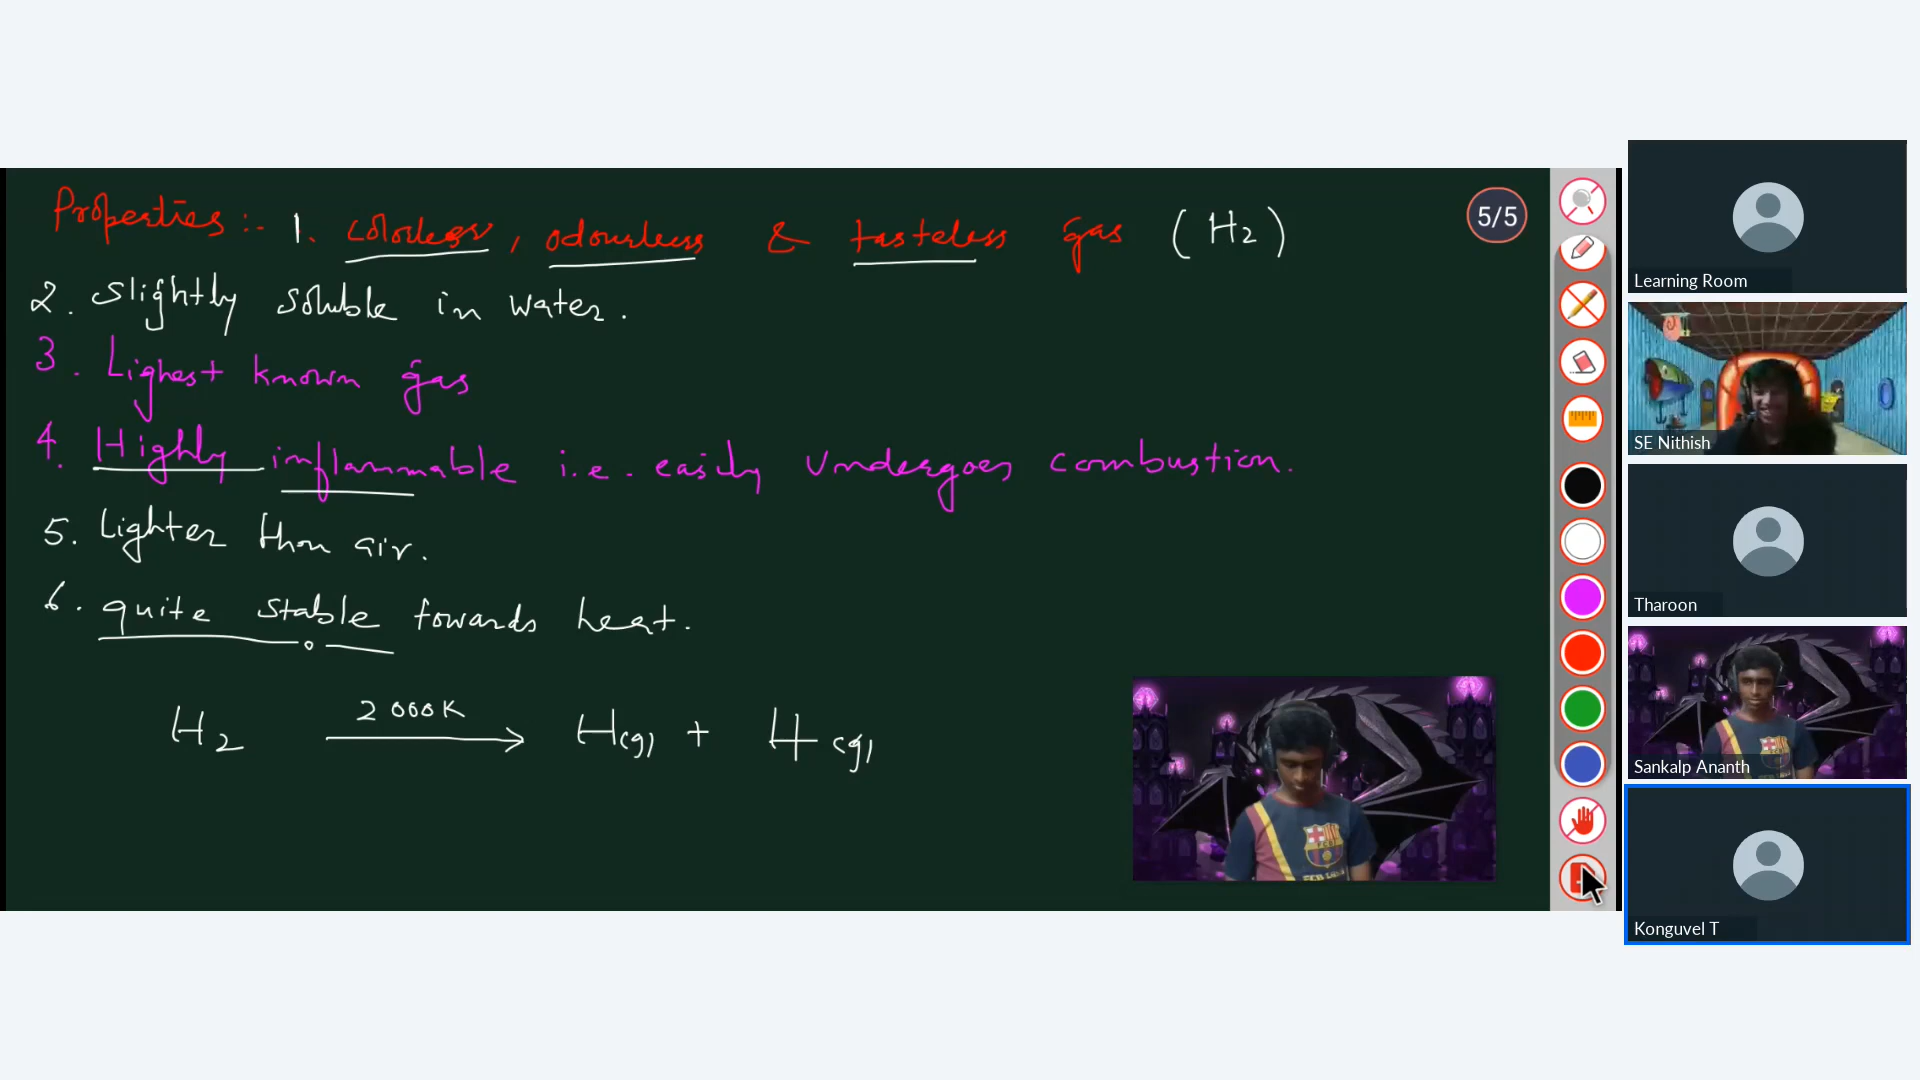 Properties :- 1. colorless, odourless & tasteless gas (H2)
5/5
2. Slightly soluble in water.
3. Lighest known gas
4. Highly inflammable i.e. easily undergoes combustion.
5. Lighter than air.
6. quite stable towards heat.
H2 2000K → H(g) + H(g)
Learning Room
SE Nithish
Tharoon
Sankalp Ananth
Konguvel T